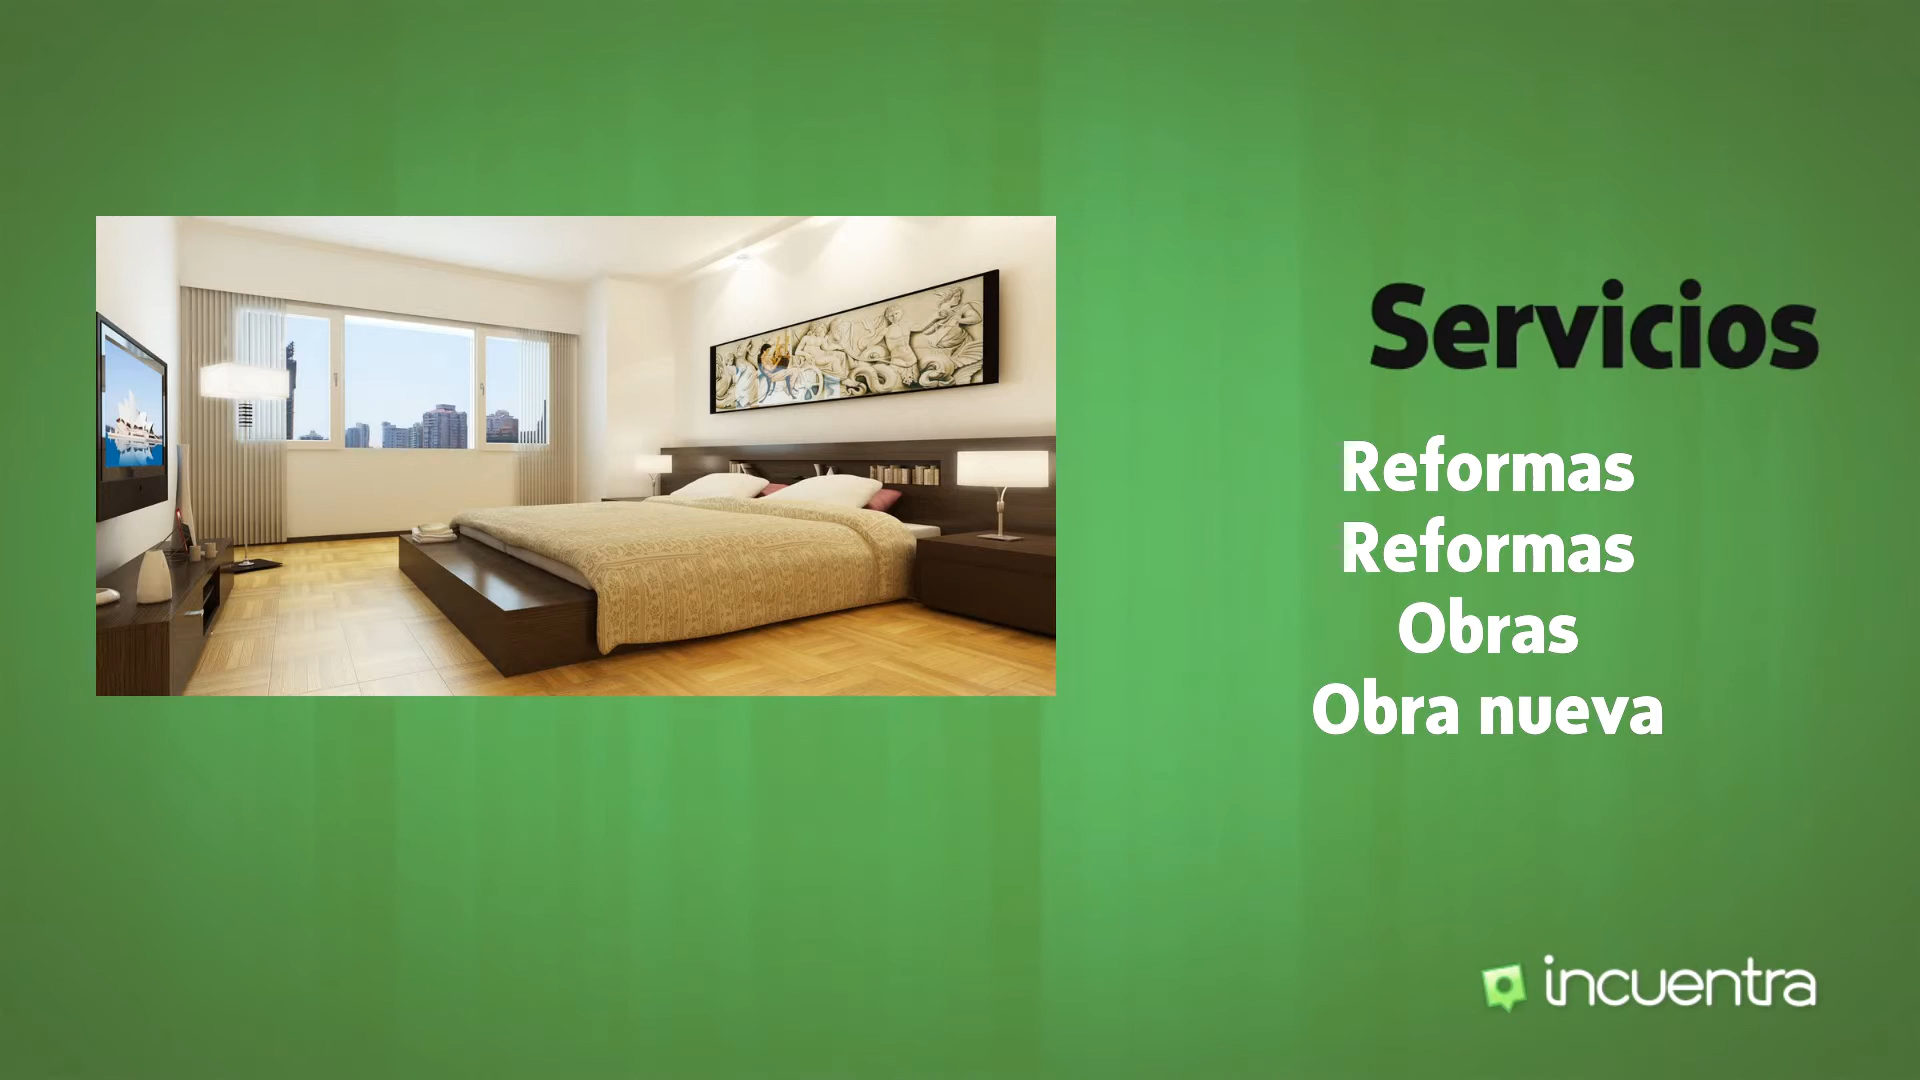 Servicios
Reformas
Reformas
Obras
Obra nueva
incuentra